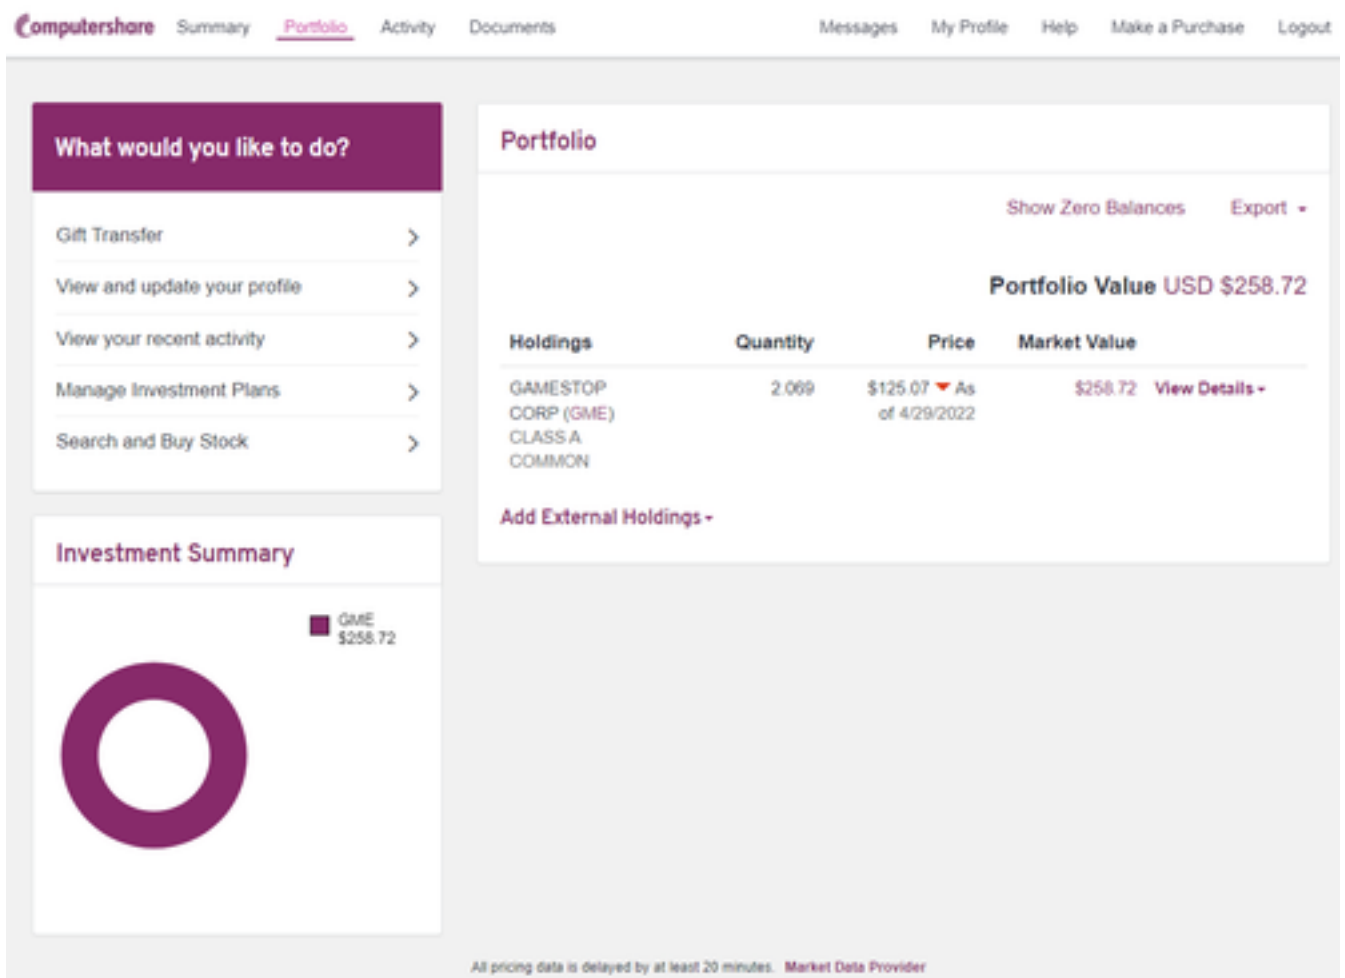 Computershare Summary Portfolio Activity Documents Messages My Profile Help Make a Purchase Logout
What would you like to do?
Gift Transfer
View and update your profile
View your recent activity
Manage Investment Plans
Search and Buy Stock
Investment Summary
GME
$258.72
Portfolio
Show Zero Balances Export
Portfolio Value USD $258.72
Holdings Quantity Price Market Value
GAMESTOP 2.069 $125.07 As $258.72 View Details
CORP (GME) of 4/29/2022
CLASS A
COMMON
Add External Holdings
All pricing data is delayed by at least 20 minutes. Market Data Provider